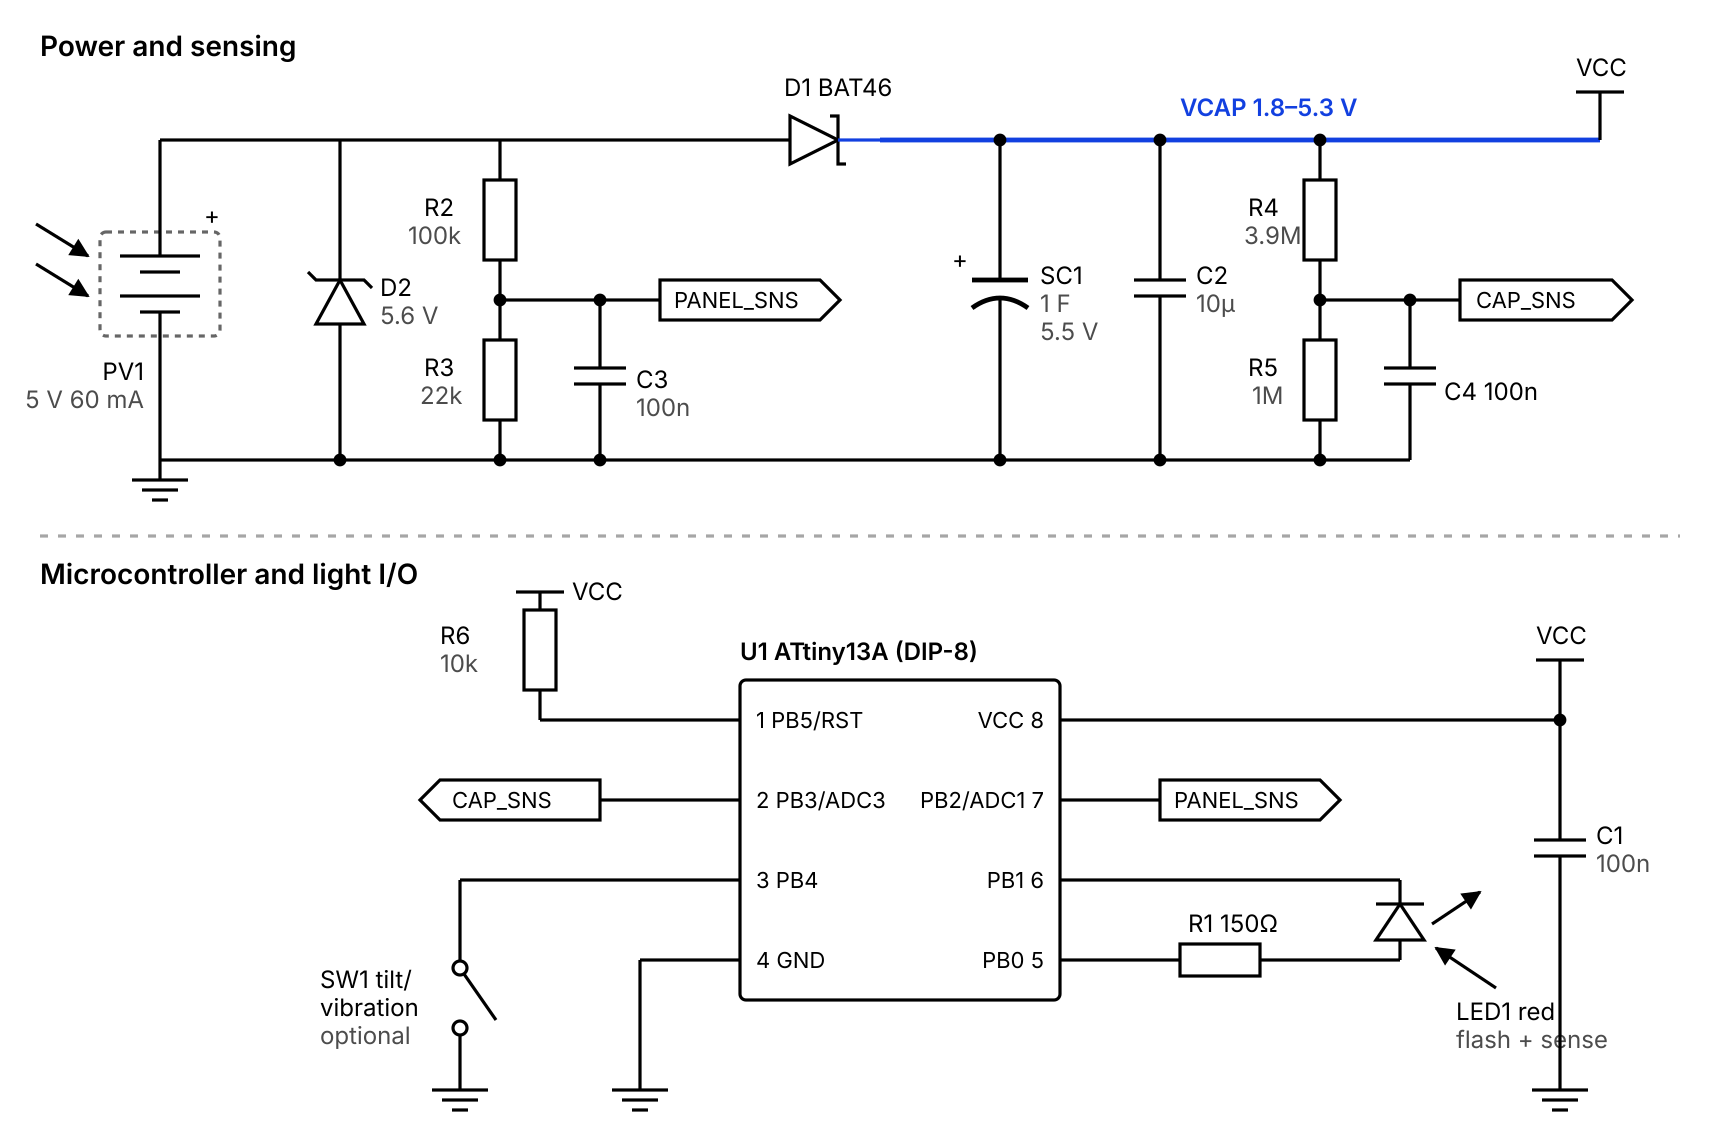 Power and sensing
D1 BAT46
VCAP 1.8–5.3 V
VCC
+
R2
100k
R4
3.9M
D2
5.6 V
PANEL_SNS
+
SC1
1 F
5.5 V
C2
10µ
CAP_SNS
PV1
5 V 60 mA
R3
22k
C3
100n
R5
1M
C4 100n
Microcontroller and light I/O
VCC
R6
10k
U1 ATtiny13A (DIP-8)
VCC
1 PB5/RST
VCC 8
CAP_SNS
2 PB3/ADC3
PB2/ADC1 7
PANEL_SNS
C1
100n
3 PB4
PB1 6
R1 150Ω
4 GND
PB0 5
SW1 tilt/
vibration
optional
LED1 red
flash + sense